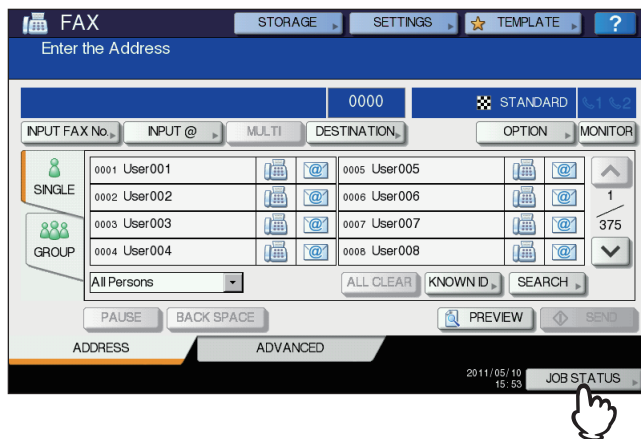 FAX STORAGE SETTINGS TEMPLATE ?
Enter the Address
0000 STANDARD 1 2
INPUT FAX No. INPUT @ MULTI DESTINATION OPTION MONITOR
SINGLE
GROUP
0001 User001 @ 0005 User005 @
0002 User002 @ 0006 User006 @
0003 User003 @ 0007 User007 @
0004 User004 @ 0008 User008 @
1
375
All Persons ALL CLEAR KNOWN ID SEARCH
PAUSE BACK SPACE PREVIEW SEND
ADDRESS ADVANCED
2011/05/10
15:53 JOB STATUS